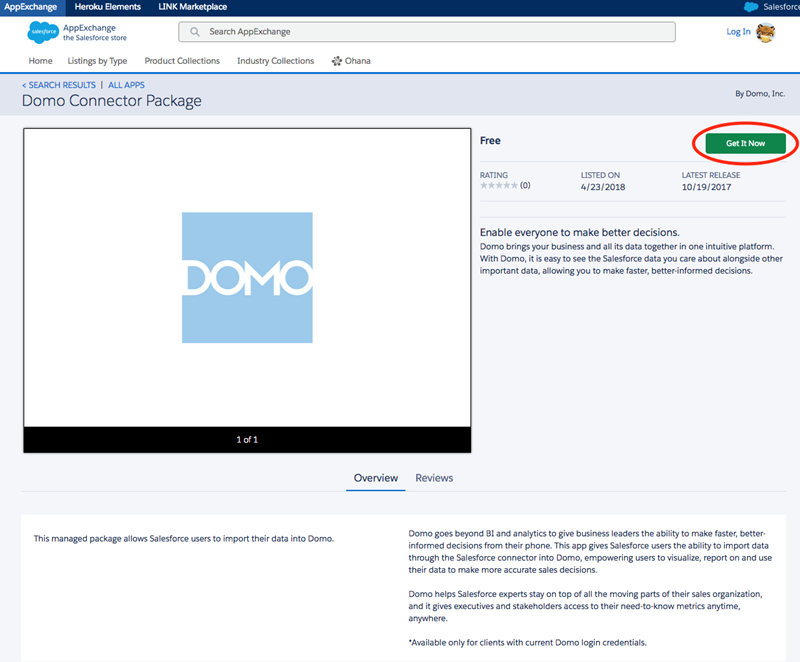 AppExchange Heroku Elements LINK Marketplace Salesforc
salesforce AppExchange
the Salesforce store
Search AppExchange
Log In
Home Listings by Type Product Collections Industry Collections Ohana
< SEARCH RESULTS | ALL APPS
Domo Connector Package
By Domo, Inc.
Free
Get It Now
RATING LISTED ON LATEST RELEASE
(0) 4/23/2018 10/19/2017
Enable everyone to make better decisions.
Domo brings your business and all its data together in one intuitive platform.
With Domo, it is easy to see the Salesforce data you care about alongside other
important data, allowing you to make faster, better-informed decisions.
DOMO
1 of 1
Overview Reviews
This managed package allows Salesforce users to import their data into Domo.
Domo goes beyond BI and analytics to give business leaders the ability to make faster, better-
informed decisions from their phone. This app gives Salesforce users the ability to import data
through the Salesforce connector into Domo, empowering users to visualize, report on and use
their data to make more accurate sales decisions.
Domo helps Salesforce experts stay on top of all the moving parts of their sales organization,
and it gives executives and stakeholders access to their need-to-know metrics anytime,
anywhere.
*Available only for clients with current Domo login credentials.